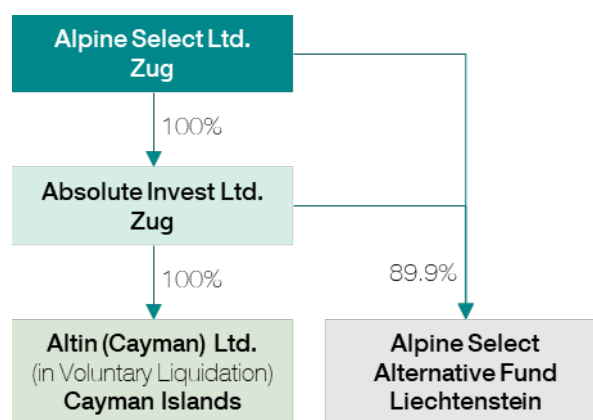 Alpine Select Ltd.
Zug
100%
Absolute Invest Ltd.
Zug
100%
89.9%
Altin (Cayman) Ltd.
(in Voluntary Liquidation)
Cayman Islands
Alpine Select
Alternative Fund
Liechtenstein